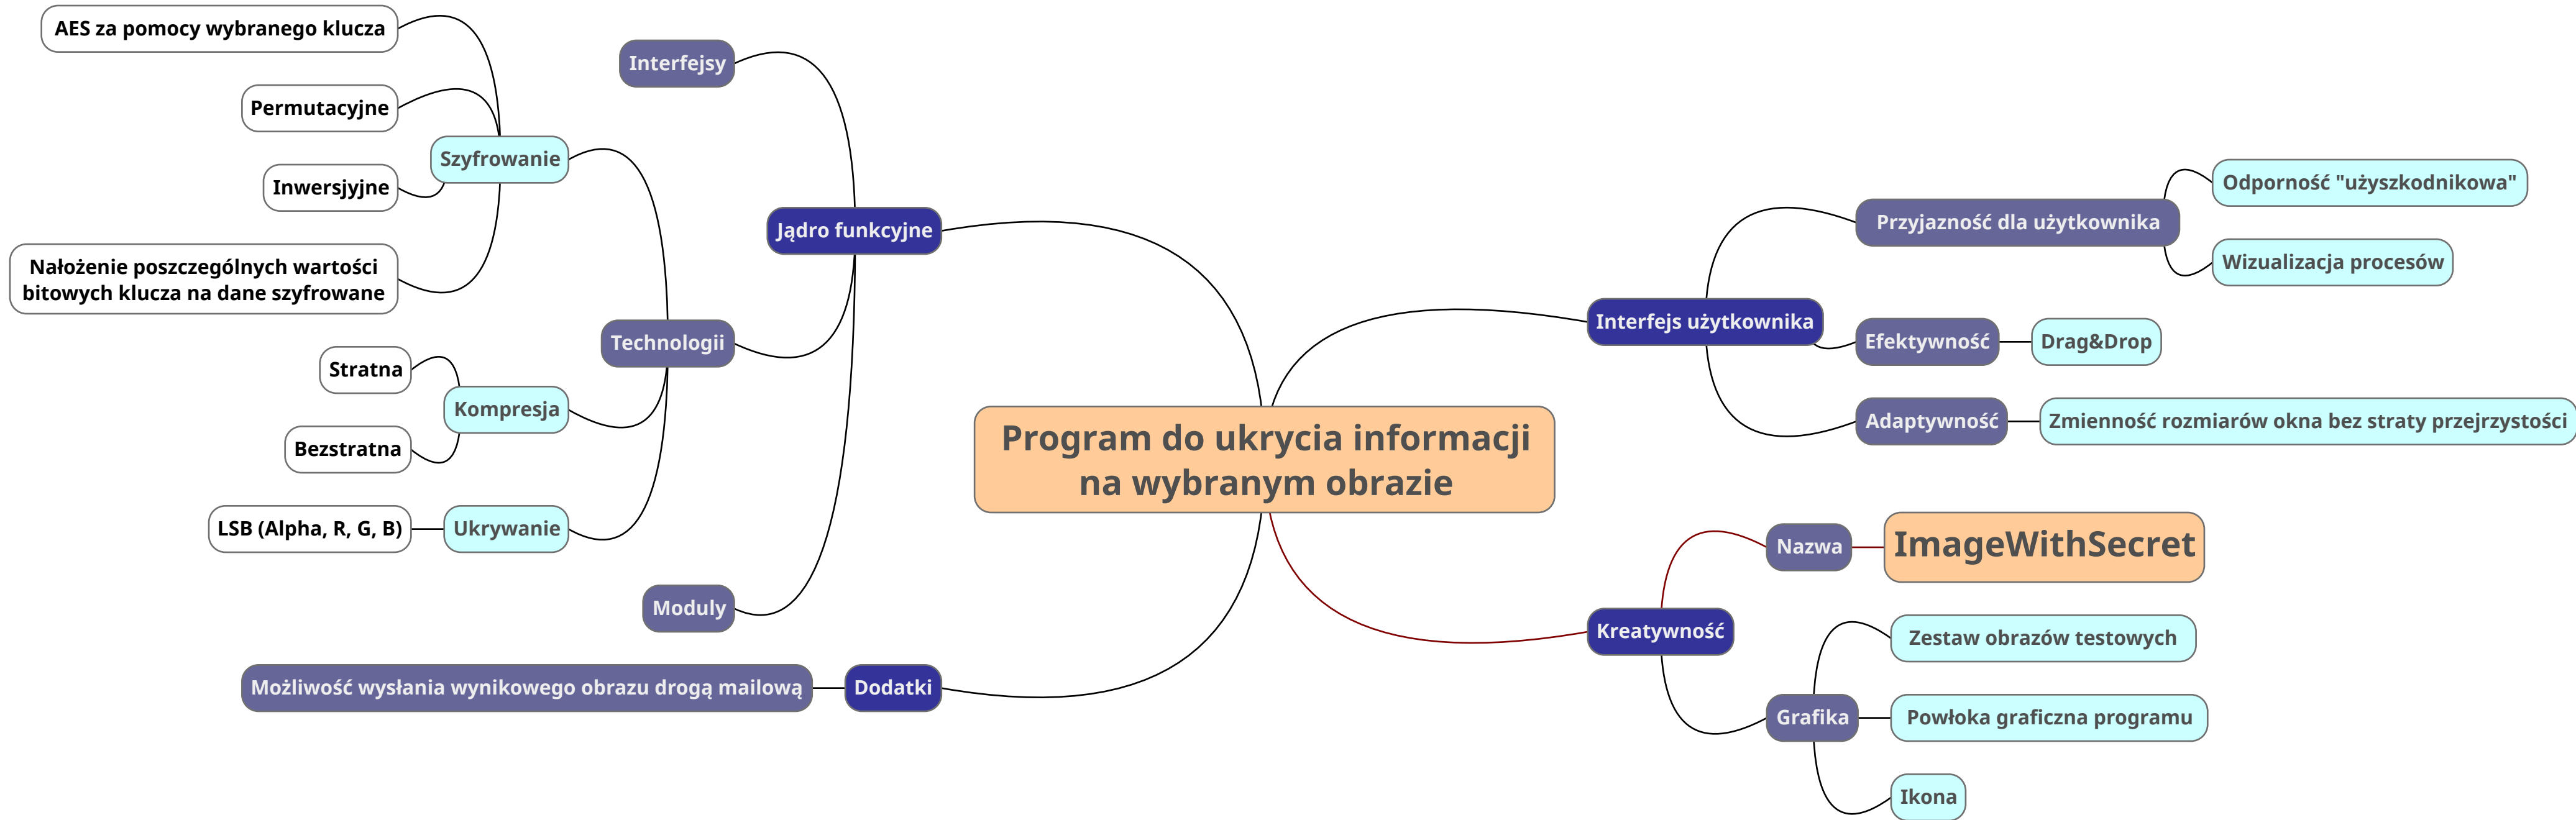 Program do ukrycia informacji
na wybranym obrazie
Jądro funkcyjne
Interfejsy
Technologii
Szyfrowanie
AES za pomocy wybranego klucza
Permutacyjne
Inwersjyjne
Nałożenie poszczególnych wartości
bitowych klucza na dane szyfrowane
Kompresja
Stratna
Bezstratna
Ukrywanie
LSB (Alpha, R, G, B)
Moduly
Dodatki
Możliwość wysłania wynikowego obrazu drogą mailową
Interfejs użytkownika
Przyjazność dla użytkownika
Odporność "użyszkodnikowa"
Wizualizacja procesów
Efektywność
Drag&Drop
Adaptywność
Zmienność rozmiarów okna bez straty przejrzystości
Kreatywność
Nazwa
ImageWithSecret
Grafika
Zestaw obrazów testowych
Powłoka graficzna programu
Ikona